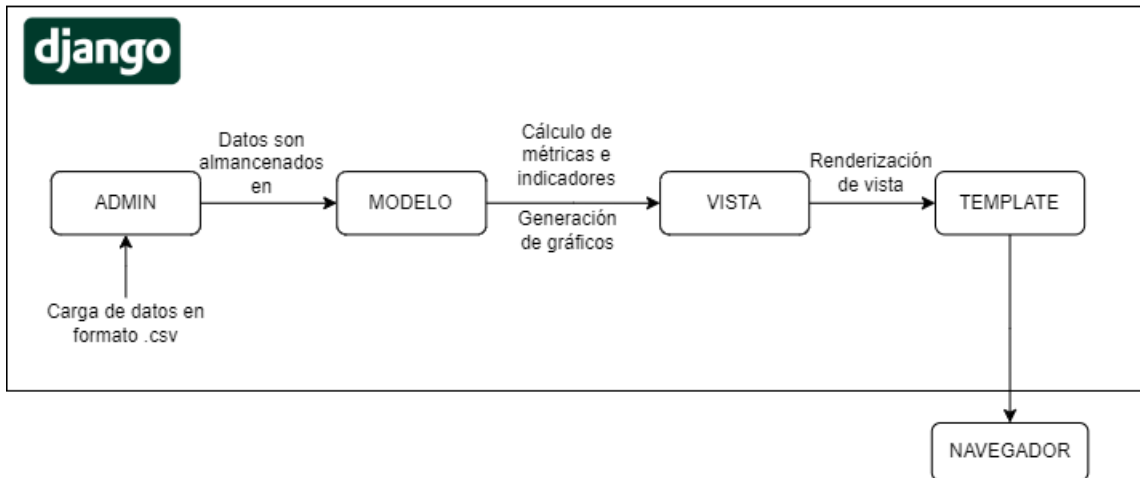 django
Datos son
almancenados
en
Cálculo de
métricas e
indicadores
Renderización
de vista
ADMIN
MODELO
VISTA
TEMPLATE
Generación
de gráficos
Carga de datos en
formato .csv
NAVEGADOR